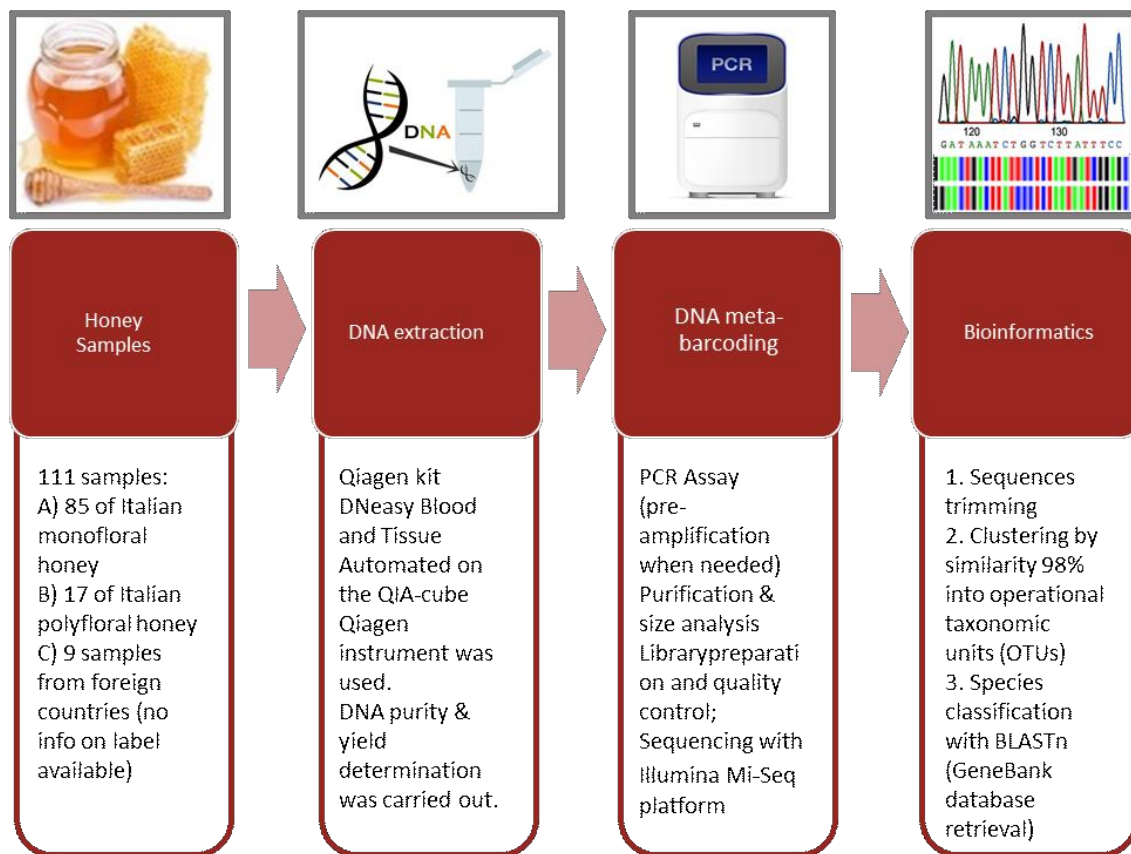 DNA
PCR
120 130
GATAAATCTGGTCTTATTTCC
Honey
Samples
DNA extraction
DNA meta-
barcoding
Bioinformatics
111 samples:
A) 85 of Italian
monofloral
honey
B) 17 of Italian
polyfloral honey
C) 9 samples
from foreign
countries (no
info on label
available)
Qiagen kit
DNeasy Blood
and Tissue
Automated on
the QIA-cube
Qiagen
instrument was
used.
DNA purity &
yield
determination
was carried out.
PCR Assay
(pre-
amplification
when needed)
Purification &
size analysis
Librarypreparati
on and quality
control;
Sequencing with
Illumina Mi-Seq
platform
1. Sequences
trimming
2. Clustering by
similarity 98%
into operational
taxonomic
units (OTUs)
3. Species
classification
with BLASTn
(GeneBank
database
retrieval)